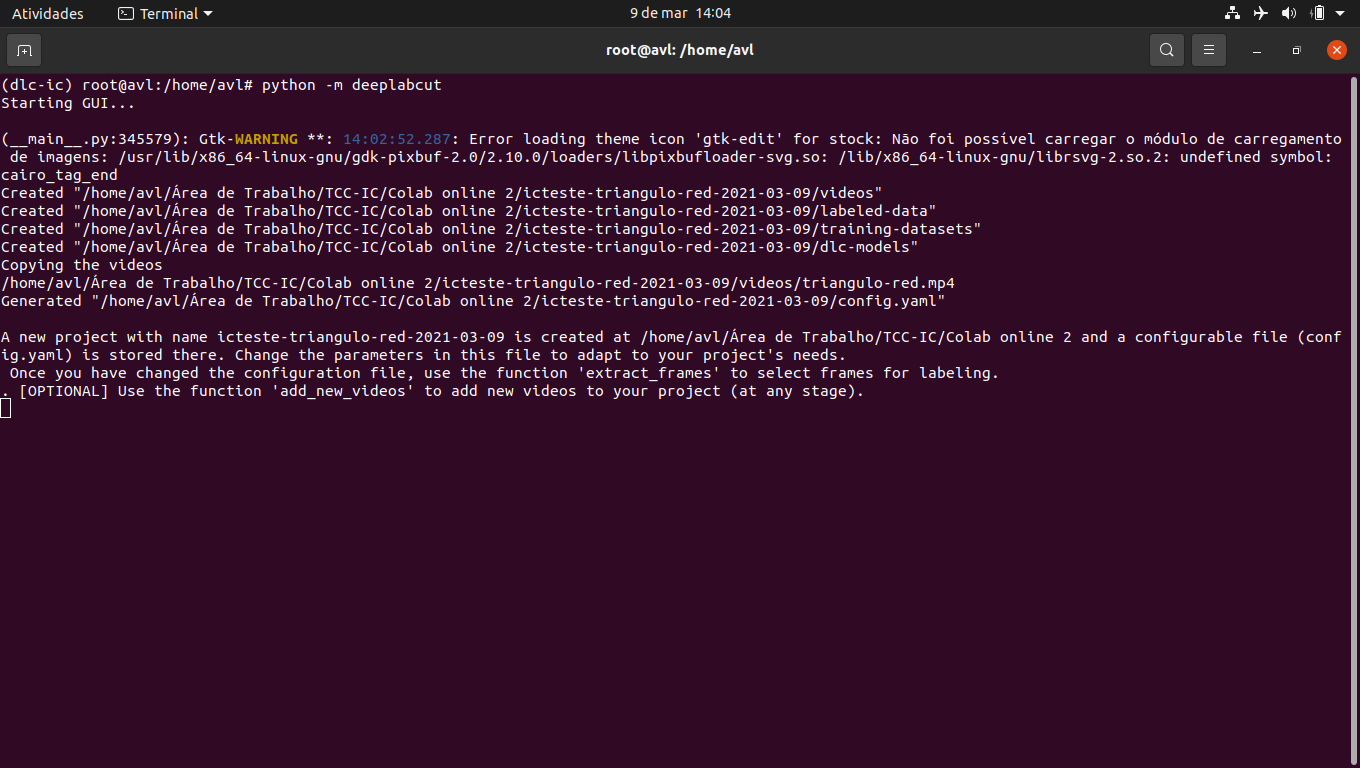 Atividades Terminal 9 de mar 14:04
root@avl: /home/avl
(dlc-ic) root@avl:/home/avl# python -m deeplabcut
Starting GUI...
(__main__.py:345579): Gtk-WARNING **: 14:02:52.287: Error loading theme icon 'gtk-edit' for stock: Não foi possível carregar o módulo de carregamento
de imagens: /usr/lib/x86_64-linux-gnu/gdk-pixbuf-2.0/2.10.0/loaders/libpixbufloader-svg.so: /lib/x86_64-linux-gnu/librsvg-2.so.2: undefined symbol:
cairo_tag_end
Created "/home/avl/Área de Trabalho/TCC-IC/Colab online 2/icteste-triangulo-red-2021-03-09/videos"
Created "/home/avl/Área de Trabalho/TCC-IC/Colab online 2/icteste-triangulo-red-2021-03-09/labeled-data"
Created "/home/avl/Área de Trabalho/TCC-IC/Colab online 2/icteste-triangulo-red-2021-03-09/training-datasets"
Created "/home/avl/Área de Trabalho/TCC-IC/Colab online 2/icteste-triangulo-red-2021-03-09/dlc-models"
Copying the videos
/home/avl/Área de Trabalho/TCC-IC/Colab online 2/icteste-triangulo-red-2021-03-09/videos/triangulo-red.mp4
Generated "/home/avl/Área de Trabalho/TCC-IC/Colab online 2/icteste-triangulo-red-2021-03-09/config.yaml"
A new project with name icteste-triangulo-red-2021-03-09 is created at /home/avl/Área de Trabalho/TCC-IC/Colab online 2 and a configurable file (conf
ig.yaml) is stored there. Change the parameters in this file to adapt to your project's needs.
Once you have changed the configuration file, use the function 'extract_frames' to select frames for labeling.
. [OPTIONAL] Use the function 'add_new_videos' to add new videos to your project (at any stage).